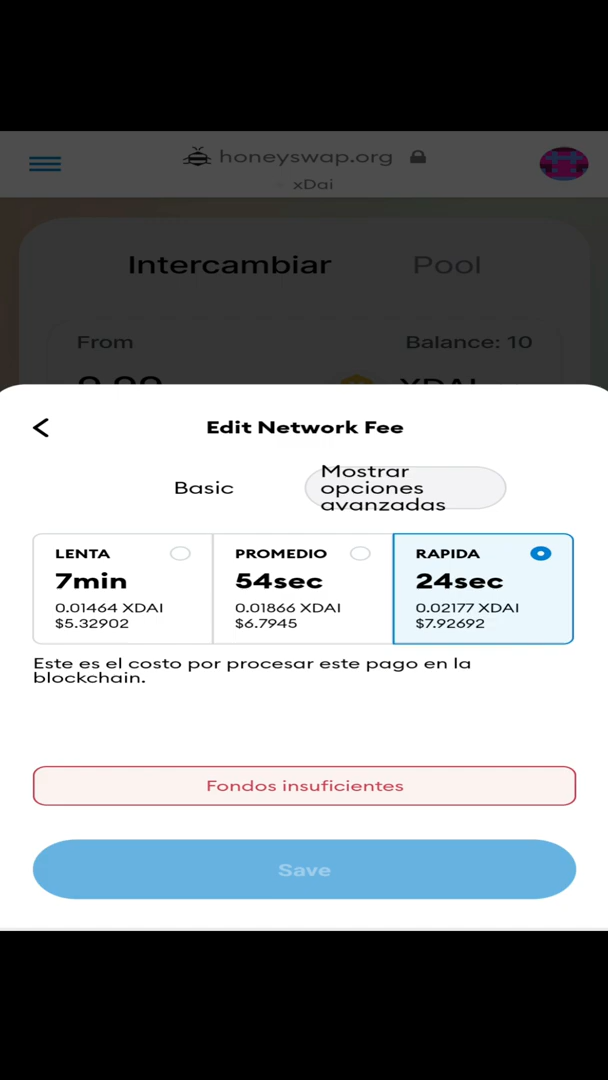 honeyswap.org
xDai
Intercambiar Pool
From Balance: 10
XDAI
Edit Network Fee
Basic
Mostrar
opciones
avanzadas
LENTA PROMEDIO RAPIDA
7min 54sec 24sec
0.01464 XDAI 0.01866 XDAI 0.02177 XDAI
$5.32902 $6.7945 $7.92692
Este es el costo por procesar este pago en la
blockchain.
Fondos insuficientes
Save